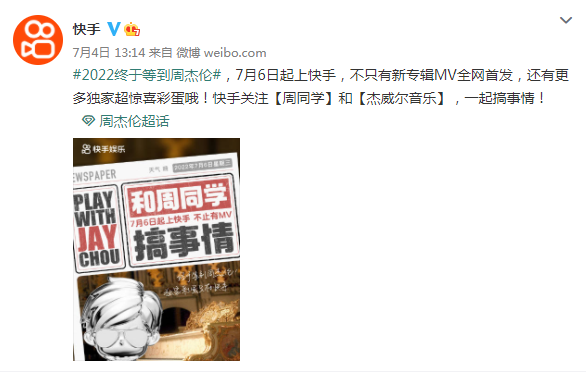 快手
7月4日 13:14 来自 微博 weibo.com
#2022终于等到周杰伦#，7月6日起上快手，不只有新专辑MV全网首发，还有更
多独家超惊喜彩蛋哦！快手关注【周同学】和【杰威尔音乐】，一起搞事情！
周杰伦超话
快手娱乐
NEWSPAPER
天气 晴
2022年7月6日 星期三
PLAY
WITH
JAY
CHOU
和周同学
7月6日起上快手 不止有MV
搞事情